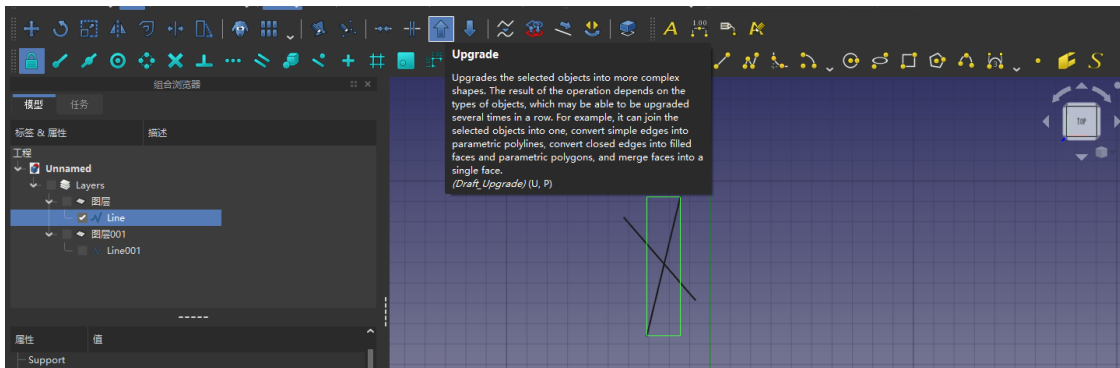 1.00
A
S
Upgrade
Upgrades the selected objects into more complex
shapes. The result of the operation depends on the
types of objects, which may be able to be upgraded
several times in a row. For example, it can join the
selected objects into one, convert simple edges into
parametric polylines, convert closed edges into filled
faces and parametric polygons, and merge faces into a
single face.
(Draft_Upgrade) (U, P)
组合浏览器
模型 任务
标签 & 属性 描述
工程
Unnamed
Layers
图层
Line
图层001
Line001
属性 值
Support
TOP